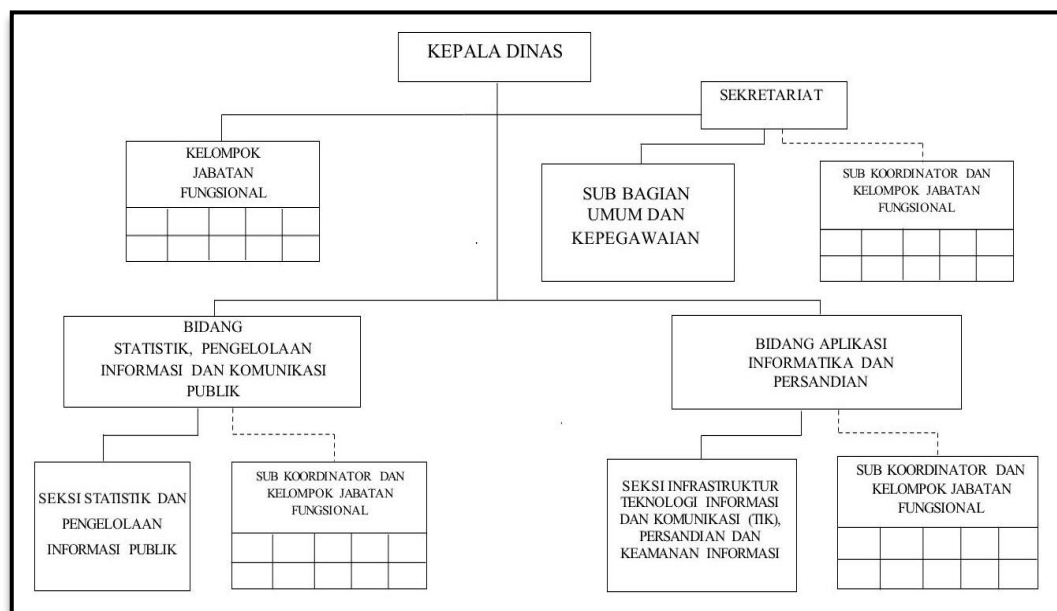 KEPALA DINAS
SEKRETARIAT
KELOMPOK
JABATAN
FUNGSIONAL
SUB BAGIAN
UMUM DAN
KEPEGAWAIAN
SUB KOORDINATOR DAN
KELOMPOK JABATAN
FUNGSIONAL
BIDANG
STATISTIK, PENGELOLAAN
INFORMASI DAN KOMUNIKASI
PUBLIK
BIDANG APLIKASI
INFORMATIKA DAN
PERSANDIAN
SEKSI STATISTIK DAN
PENGELOLAAN
INFORMASI PUBLIK
SUB KOORDINATOR DAN
KELOMPOK JABATAN
FUNGSIONAL
SEKSI INFRASTRUKTUR
TEKNOLOGI INFORMASI
DAN KOMUNIKASI (TIK),
PERSANDIAN DAN
KEAMANAN INFORMASI
SUB KOORDINATOR DAN
KELOMPOK JABATAN
FUNGSIONAL